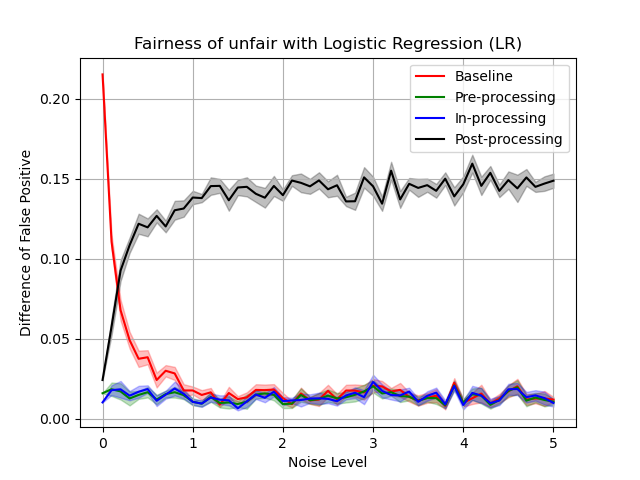 Fairness of unfair with Logistic Regression (LR)
Baseline
Pre-processing
In-processing
Post-processing
Difference of False Positive
0.20
0.15
0.10
0.05
0.00
0 1 2 3 4 5
Noise Level